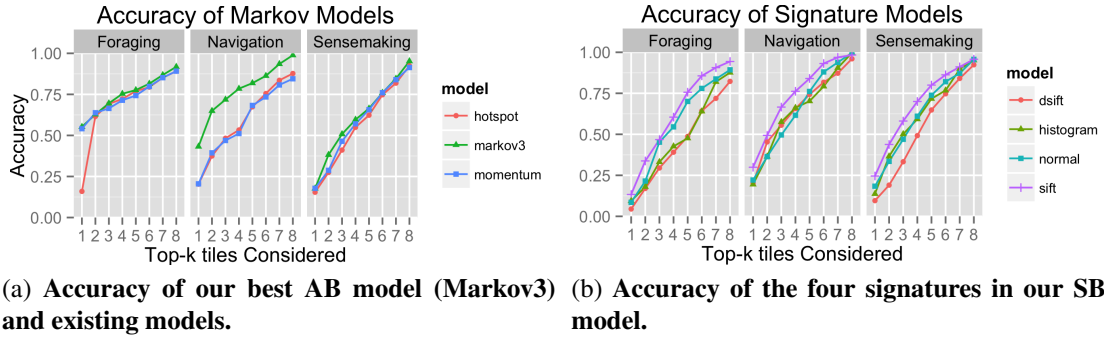 Accuracy of Markov Models
Foraging Navigation Sensemaking
1.00
0.75
0.50
0.25
0.00
Accuracy
1 2 3 4 5 6 7 8 1 2 3 4 5 6 7 8 1 2 3 4 5 6 7 8
Top-k tiles Considered
model
hotspot
markov3
momentum
(a) Accuracy of our best AB model (Markov3)
and existing models.
Accuracy of Signature Models
Foraging Navigation Sensemaking
1.00
0.75
0.50
0.25
0.00
1 2 3 4 5 6 7 8 1 2 3 4 5 6 7 8 1 2 3 4 5 6 7 8
Top-k tiles Considered
model
dsift
histogram
normal
sift
(b) Accuracy of the four signatures in our SB
model.